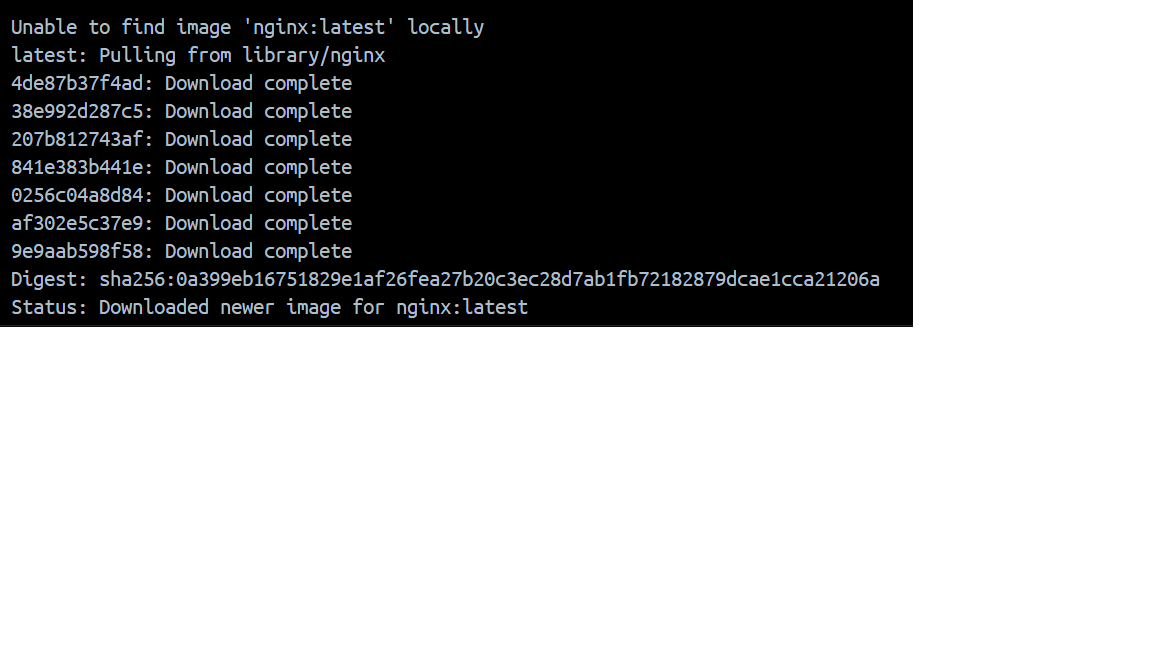 Unable to find image 'nginx:latest' locally
latest: Pulling from library/nginx
4de87b37f4ad: Download complete
38e992d287c5: Download complete
207b812743af: Download complete
841e383b441e: Download complete
0256c04a8d84: Download complete
af302e5c37e9: Download complete
9e9aab598f58: Download complete
Digest: sha256:0a399eb16751829e1af26fea27b20c3ec28d7ab1fb72182879dcae1cca21206a
Status: Downloaded newer image for nginx:latest